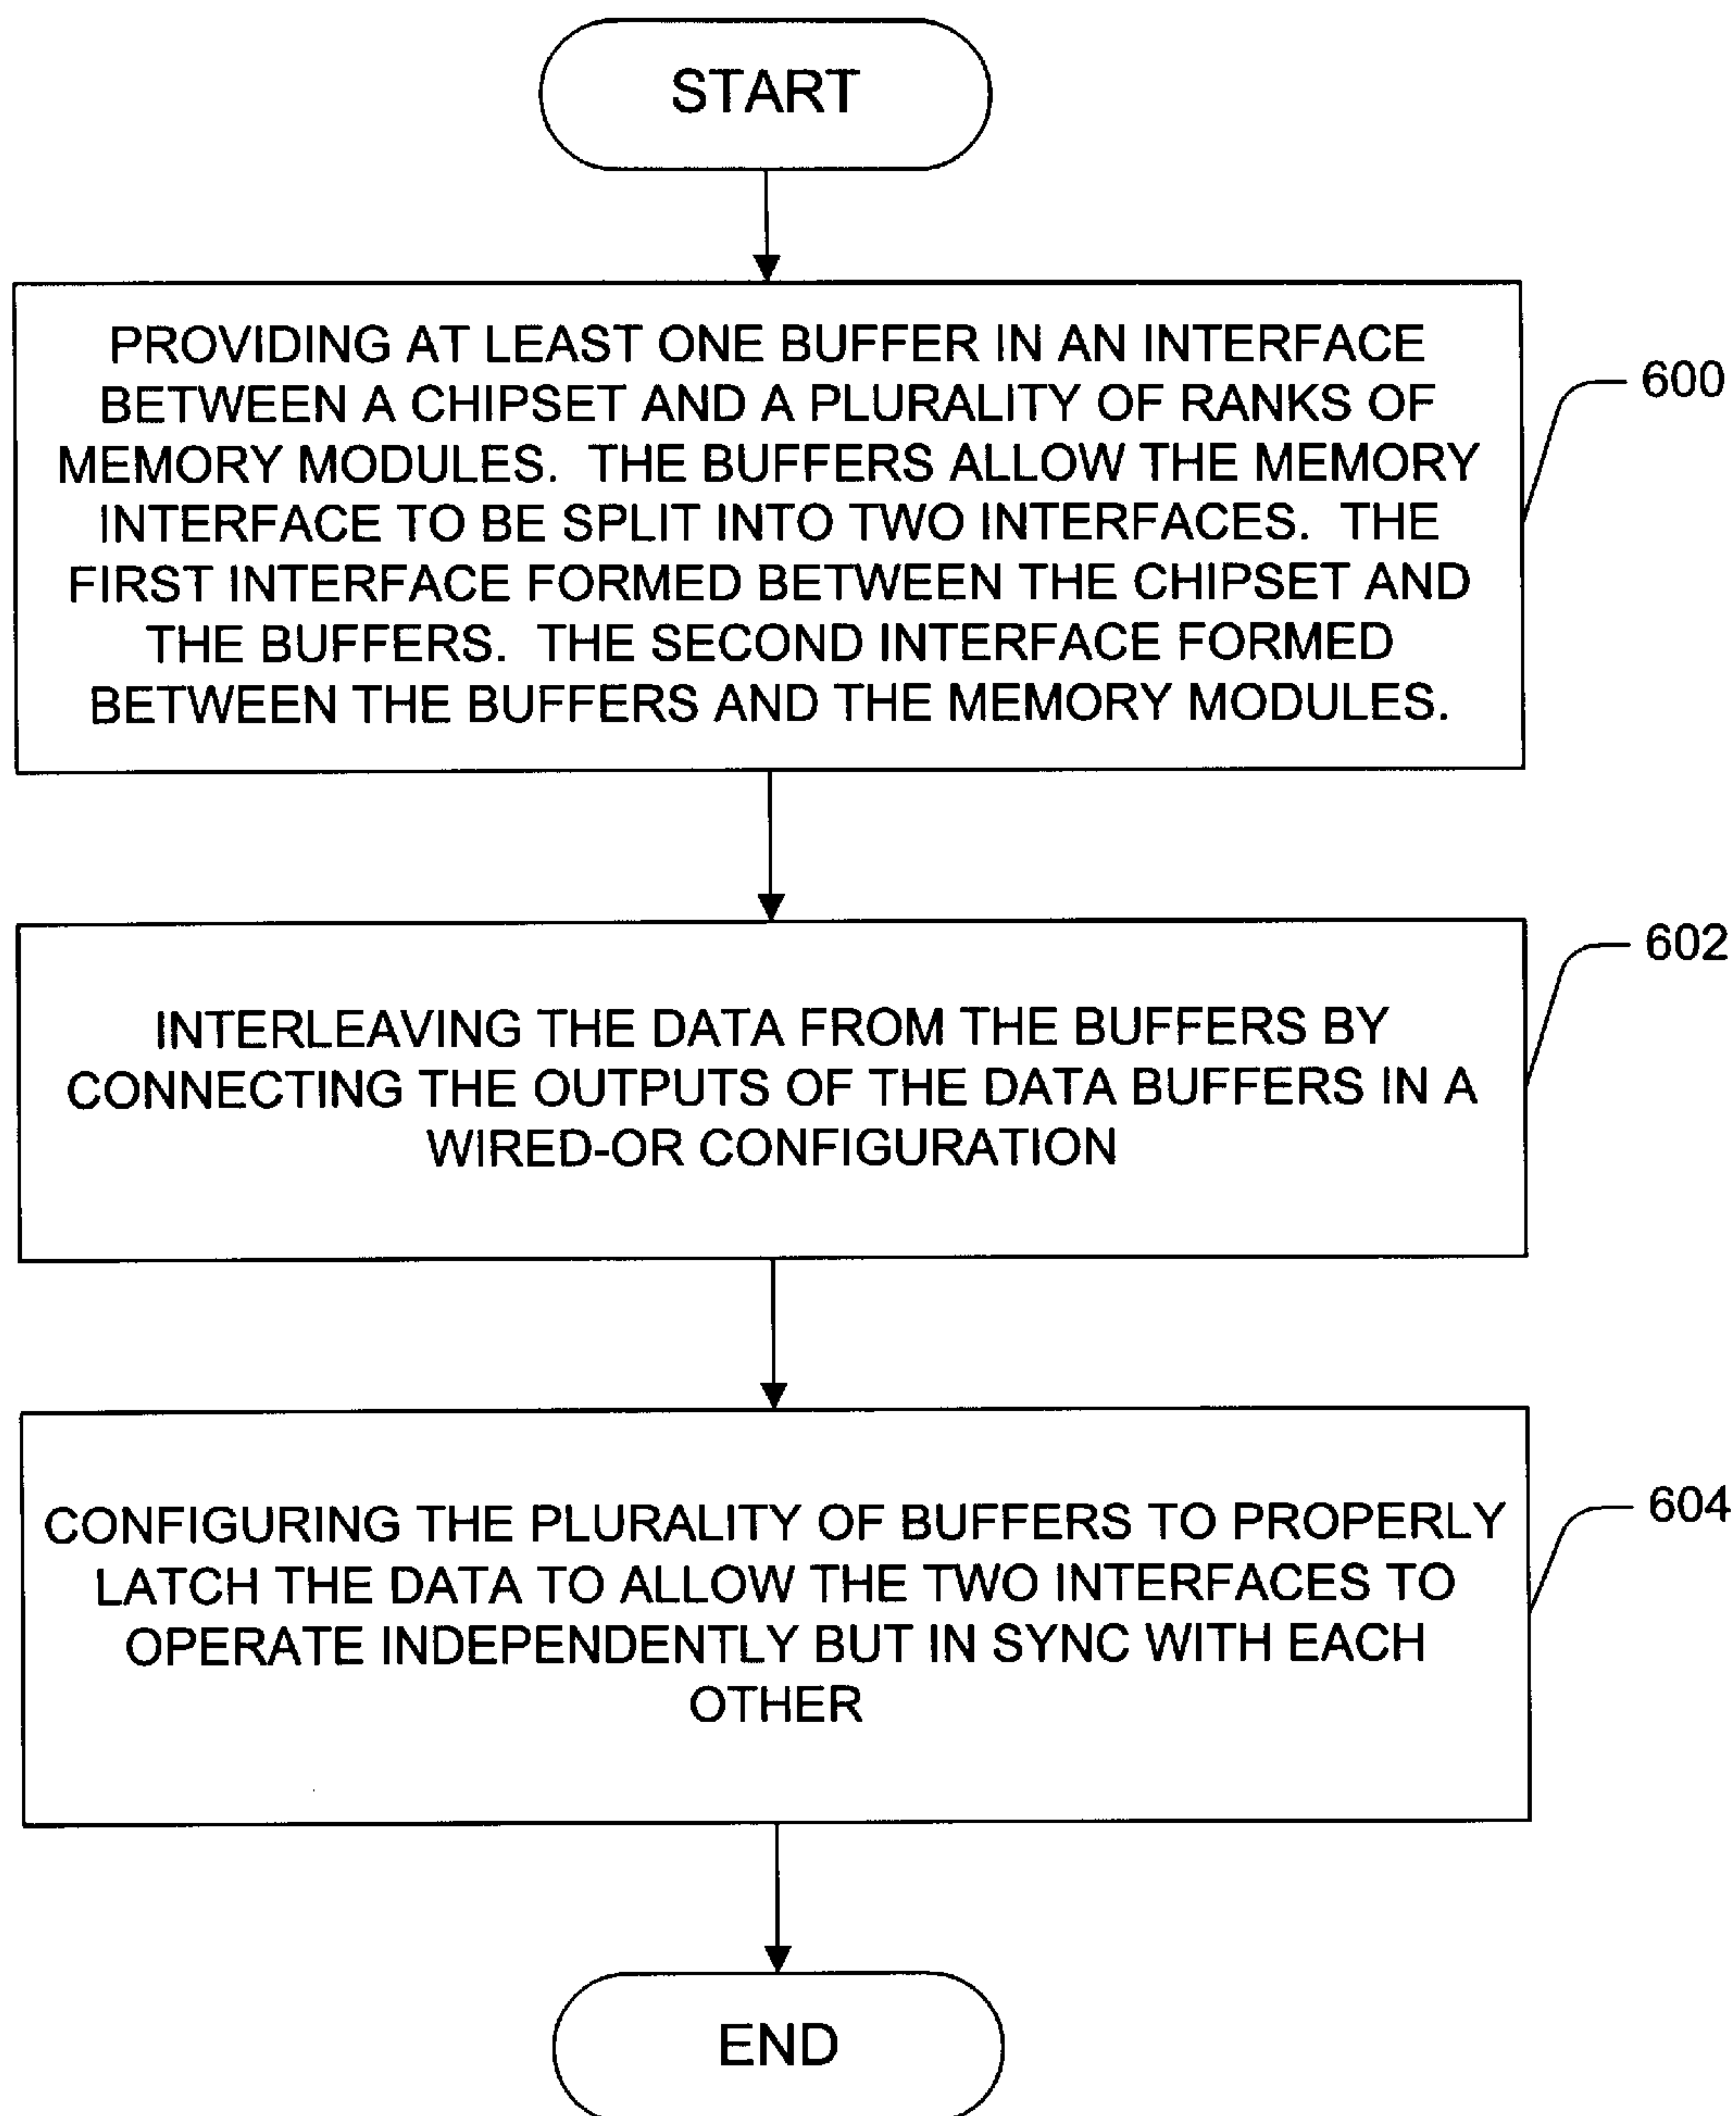 START
PROVIDING AT LEAST ONE BUFFER IN AN INTERFACE
BETWEEN A CHIPSET AND A PLURALITY OF RANKS OF
MEMORY MODULES. THE BUFFERS ALLOW THE MEMORY
INTERFACE TO BE SPLIT INTO TWO INTERFACES. THE
FIRST INTERFACE FORMED BETWEEN THE CHIPSET AND
THE BUFFERS. THE SECOND INTERFACE FORMED
BETWEEN THE BUFFERS AND THE MEMORY MODULES.
600
INTERLEAVING THE DATA FROM THE BUFFERS BY
CONNECTING THE OUTPUTS OF THE DATA BUFFERS IN A
WIRED-OR CONFIGURATION
602
CONFIGURING THE PLURALITY OF BUFFERS TO PROPERLY
LATCH THE DATA TO ALLOW THE TWO INTERFACES TO
OPERATE INDEPENDENTLY BUT IN SYNC WITH EACH
OTHER
604
END